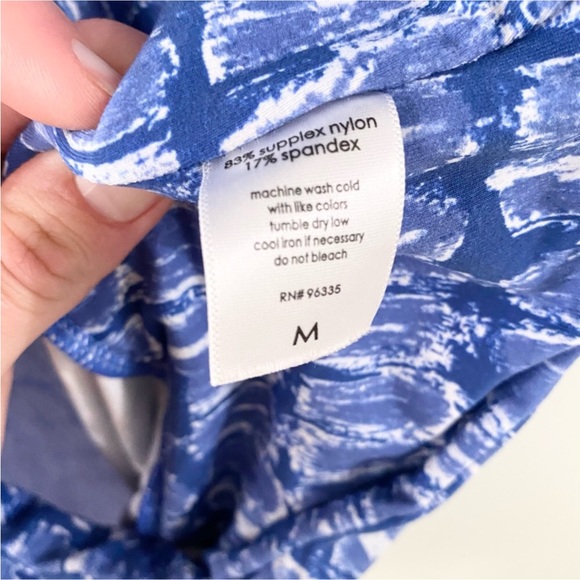 83% supplex nylon
17% spandex
machine wash cold
with like colors
tumble dry low
cool iron if necessary
do not bleach
RN# 96335
M